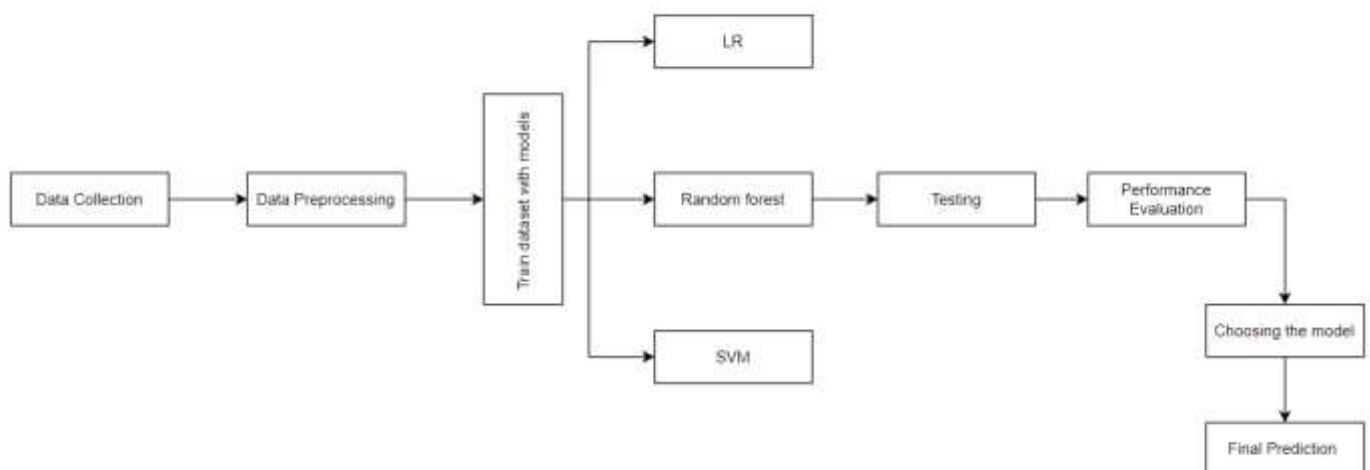 LR
Data Collection
Data Preprocessing
Train dataset with models
Random forest
Testing
Performance
Evaluation
SVM
Choosing the model
Final Prediction